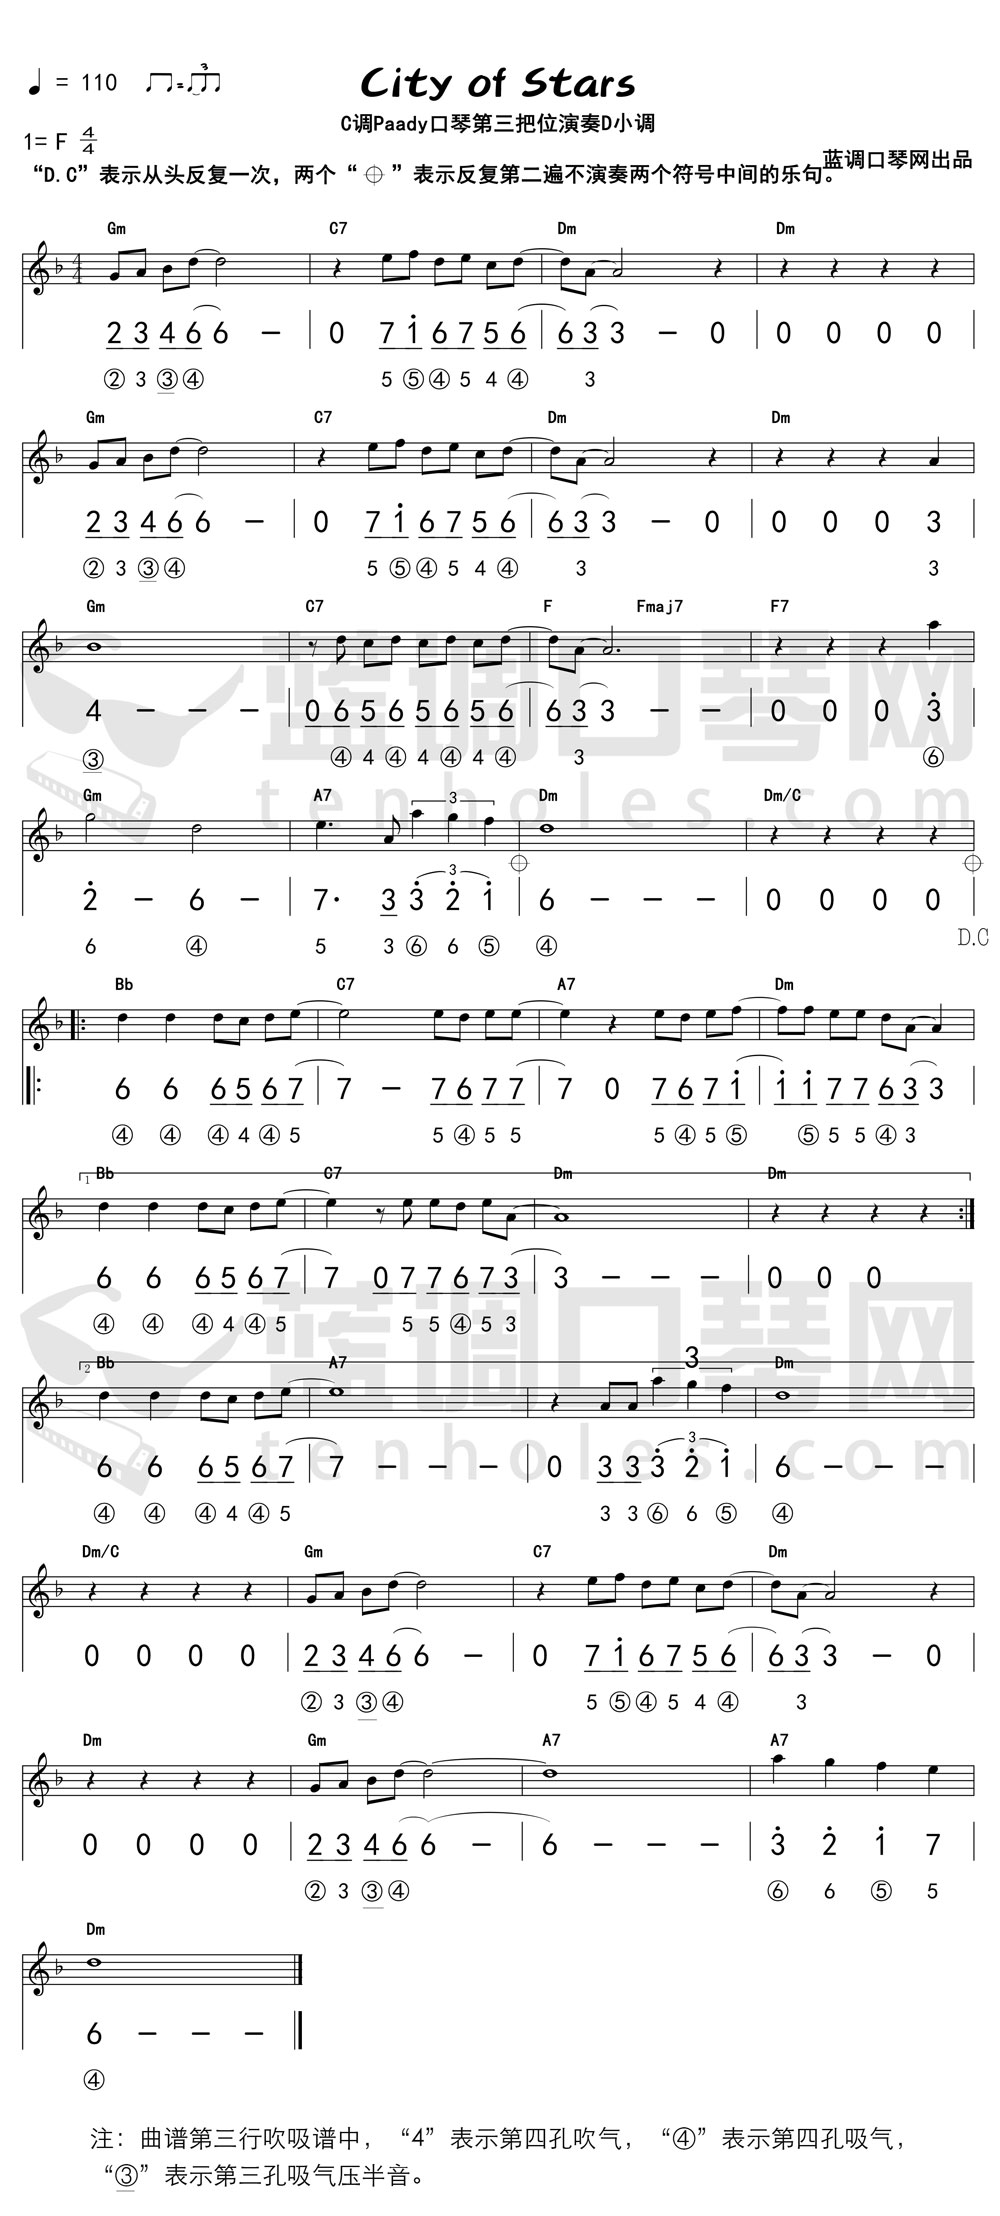 City of Stars
♩ = 110 ♫=♫ 3
C调Paady口琴第三把位演奏D小调
1= F 4/4
蓝调口琴网出品
“D.C”表示从头反复一次，两个“⊕”表示反复第二遍不演奏两个符号中间的乐句。
Gm C7 Dm Dm
2 3 4 6 6 － | 0 7 i 6 7 5 6 | 6 3 3 － 0 | 0 0 0 0 |
② 3 ③ ④ 5 ⑤ ④ 5 4 ④ 3
Gm C7 Dm Dm
2 3 4 6 6 － | 0 7 i 6 7 5 6 | 6 3 3 － 0 | 0 0 0 3 |
② 3 ③ ④ 5 ⑤ ④ 5 4 ④ 3 3
Gm C7 F Fmaj7 F7
4 － － － | 0 6 5 6 5 6 5 6 | 6 3 3 － － | 0 0 0 3̇ |
③ ④ 4 ④ 4 ④ 4 ④ 3 ⑥
蓝调口琴网
tenholes.com
Gm A7 3 Dm Dm/C
2̇ － 6 － | 7· 3 3̇ 2̇ i | 6 － － － | 0 0 0 0 |
3
D.C
6 ④ 5 3 ⑥ 6 ⑤ ④
Bb C7 A7 Dm
6 6 6 5 6 7 | 7 － 7 6 7 7 | 7 0 7 6 7 i | i i 7 7 6 3 3 |
④ ④ ④ 4 ④ 5 5 ④ 5 5 5 ④ 5 ⑤ ⑤ 5 5 ④ 3
1 Bb C7 Dm Dm
6 6 6 5 6 7 | 7 0 7 7 6 7 3 | 3 － － － | 0 0 0
④ ④ ④ 4 ④ 5 5 5 ④ 5 3
蓝调口琴网
tenholes.com
2 Bb A7 3 Dm
6 6 6 5 6 7 | 7 － － － | 0 3 3 3̇ 2̇ i | 6 － － － |
3
④ ④ ④ 4 ④ 5 3 3 ⑥ 6 ⑤ ④
Dm/C Gm C7 Dm
0 0 0 0 | 2 3 4 6 6 － | 0 7 i 6 7 5 6 | 6 3 3 － 0 |
② 3 ③ ④ 5 ⑤ ④ 5 4 ④ 3
Dm Gm A7 A7
0 0 0 0 | 2 3 4 6 6 － | 6 － － － | 3̇ 2̇ i 7 |
② 3 ③ ④ ⑥ 6 ⑤ 5
Dm
6 － － －
④
注：曲谱第三行吹吸谱中，“4”表示第四孔吹气，“④”表示第四孔吸气，
“③”表示第三孔吸气压半音。